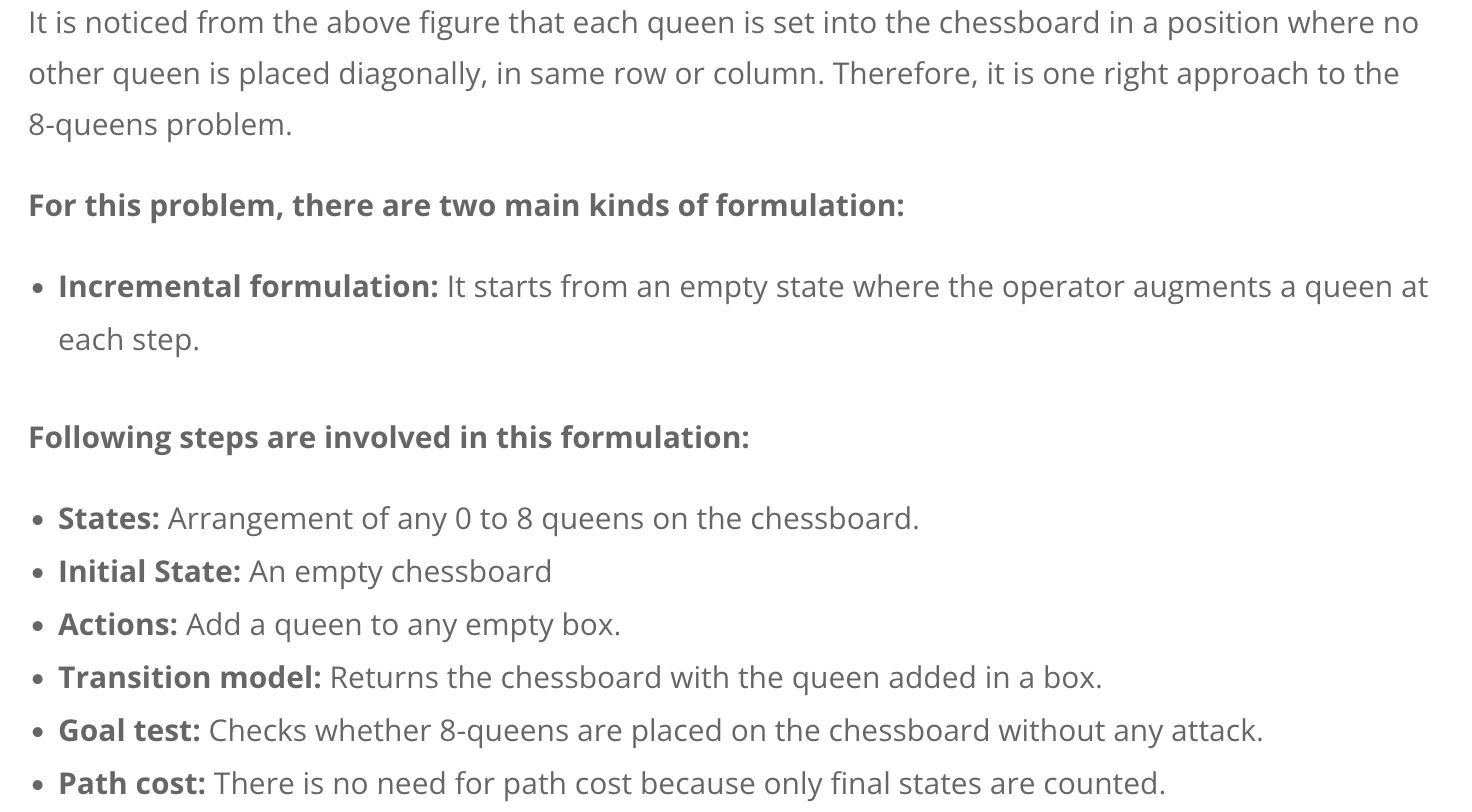 It is noticed from the above figure that each queen is set into the chessboard in a position where no
other queen is placed diagonally, in same row or column. Therefore, it is one right approach to the
8-queens problem.
For this problem, there are two main kinds of formulation:
• Incremental formulation: It starts from an empty state where the operator augments a queen at
each step.
Following steps are involved in this formulation:
• States: Arrangement of any 0 to 8 queens on the chessboard.
• Initial State: An empty chessboard
• Actions: Add a queen to any empty box.
• Transition model: Returns the chessboard with the queen added in a box.
• Goal test: Checks whether 8-queens are placed on the chessboard without any attack.
• Path cost: There is no need for path cost because only final states are counted.